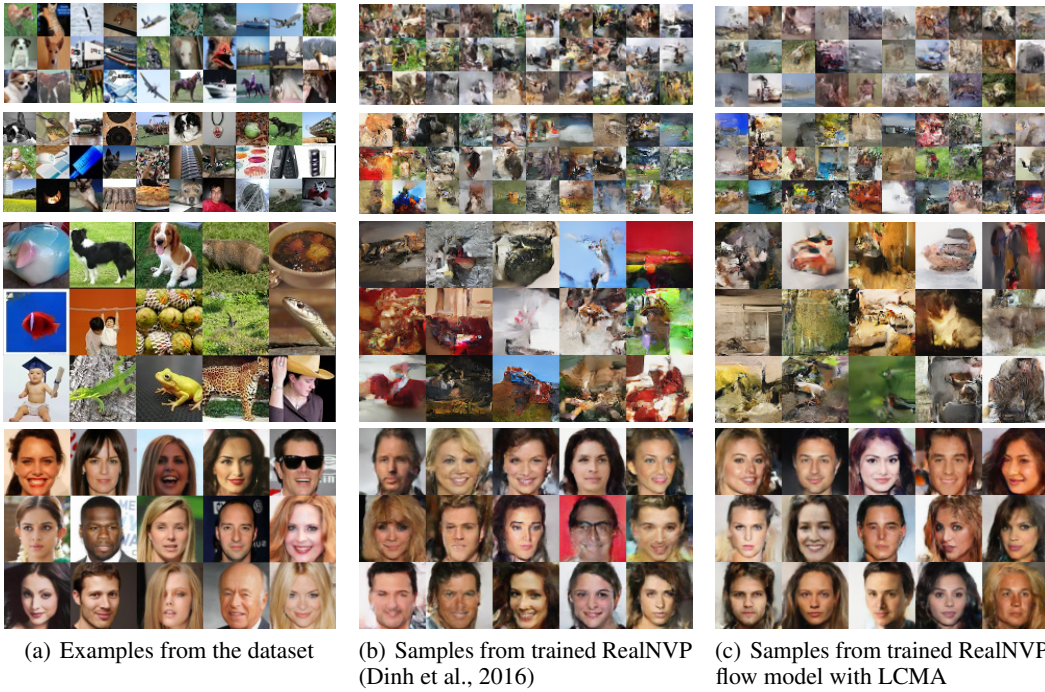 (a) Examples from the dataset
(b) Samples from trained RealNVP
(Dinh et al., 2016)
(c) Samples from trained RealNVP
flow model with LCMA